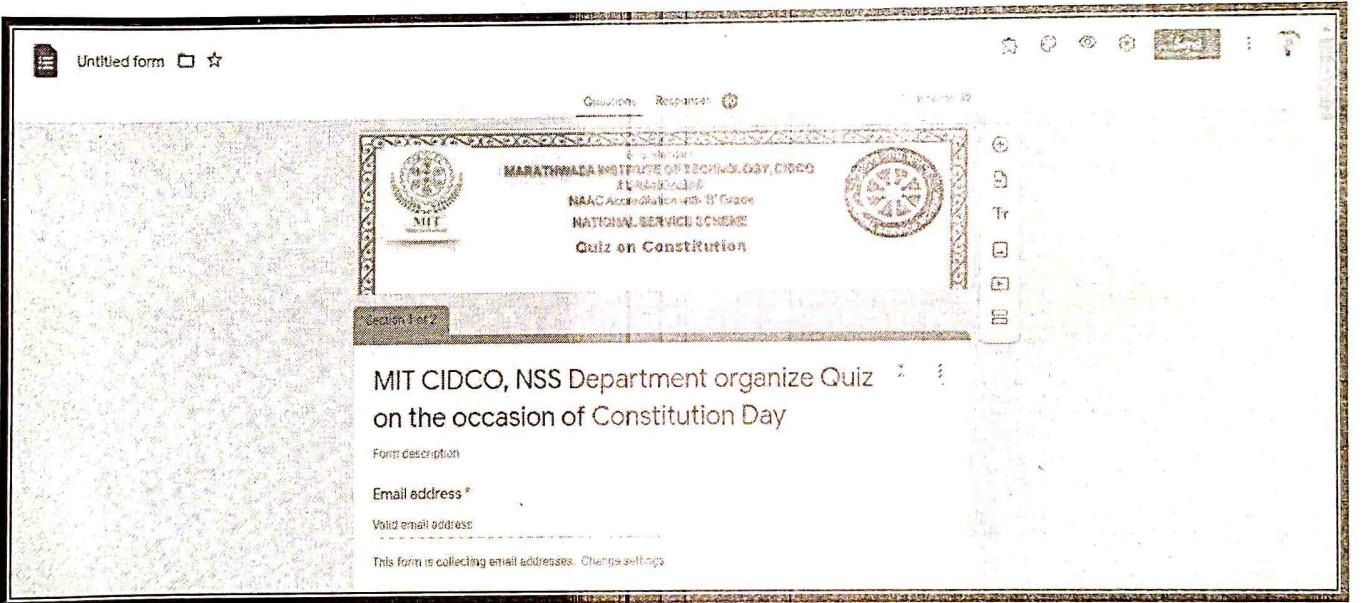 Untitled form
Questions Responses
MARATHWADA INSTITUTE OF TECHNOLOGY, CIDCO
NAAC Accreditation with 'B' Grade
NATIONAL SERVICE SCHEME
Quiz on Constitution
MIT
Section 1 of 2
MIT CIDCO, NSS Department organize Quiz
on the occasion of Constitution Day
Form description
Email address *
Valid email address
This form is collecting email addresses. Change settings
Tr